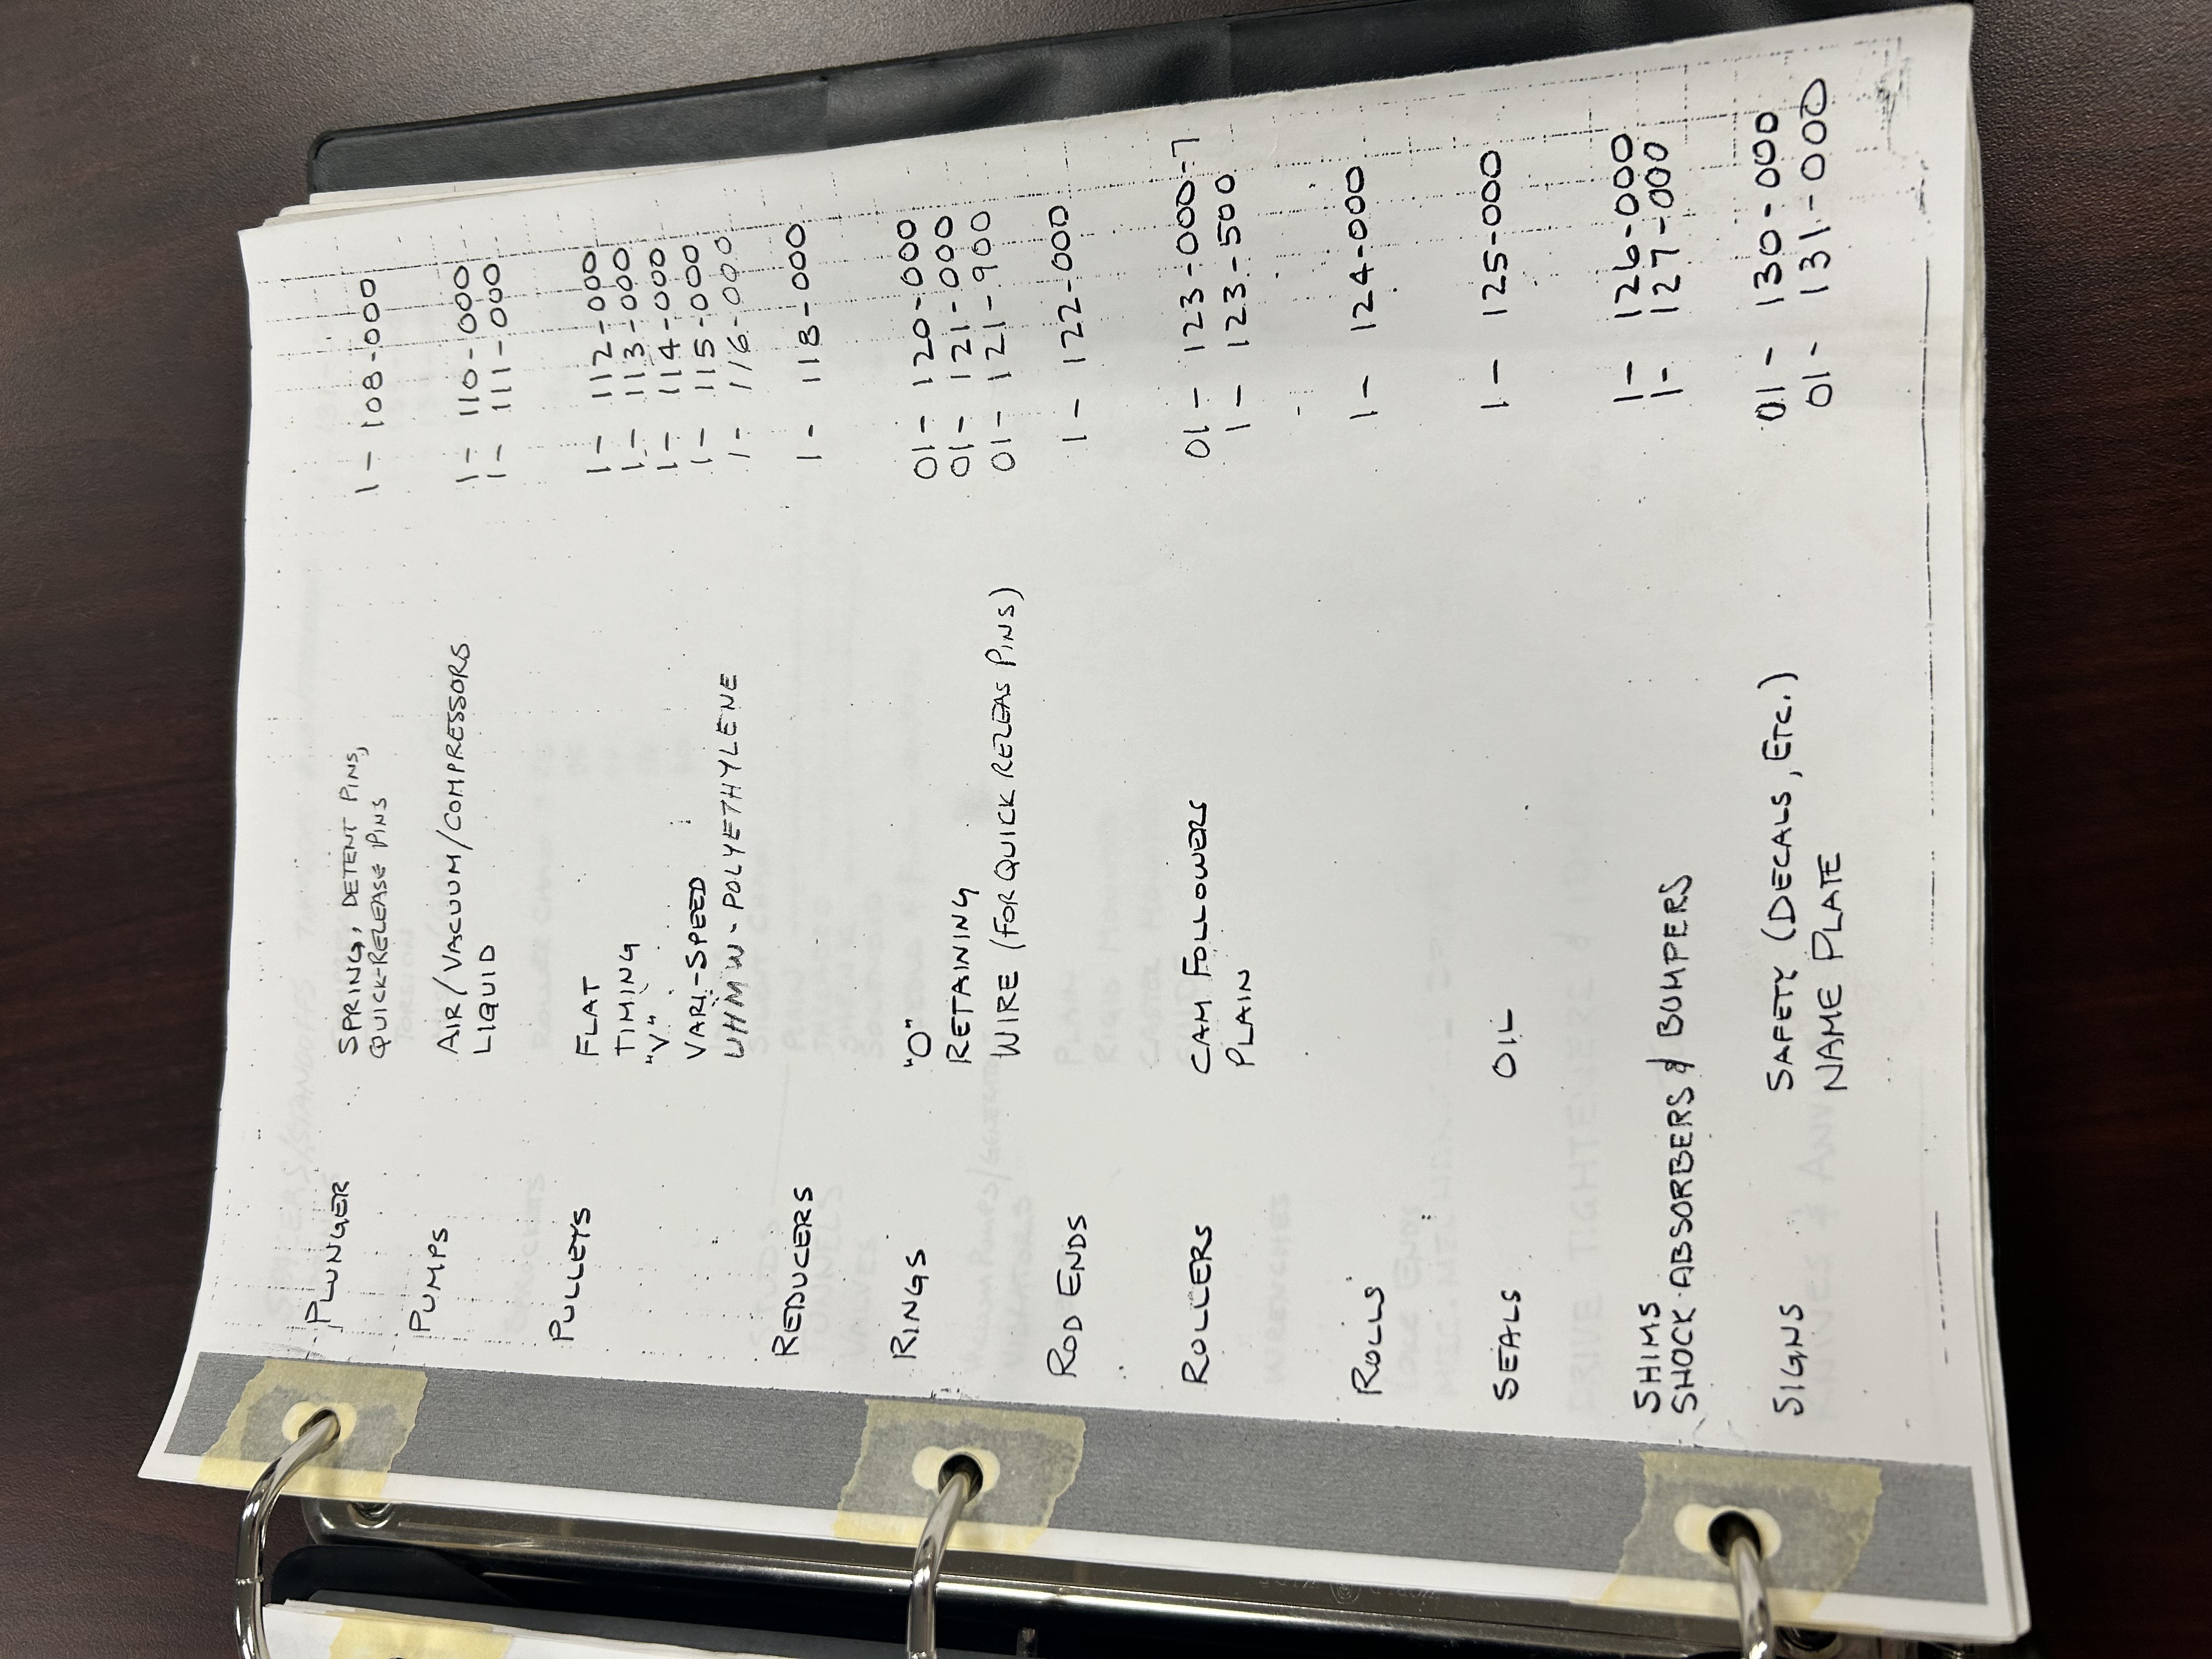 PLUNGER SPRING, DETENT PINS, 1-108-000
QUICK-RELEASE PINS
PUMPS AIR/VACUUM/COMPRESSORS 1-110-000
LIQUID 1-111-000
PULLEYS FLAT 1-112-000
TIMING 1-113-000
"V" 1-114-000
VARI-SPEED 1-115-000
UHMW-POLYETHYLENE 1-116-000
REDUCERS 1-118-000
RINGS "O" 01-120-000
RETAINING 01-121-000
WIRE (FOR QUICK RELEAS PINS) 01-121-900
ROD ENDS 1-122-000
ROLLERS CAM FOLLOWERS 01-123-000-7
PLAIN 1-123-500
ROLLS 1-124-000
SEALS OIL 1-125-000
SHIMS 1-126-000
SHOCK ABSORBERS & BUMPERS 1-127-000
SIGNS SAFETY (DECALS, ETC.) 01-130-000
NAME PLATE 01-131-000